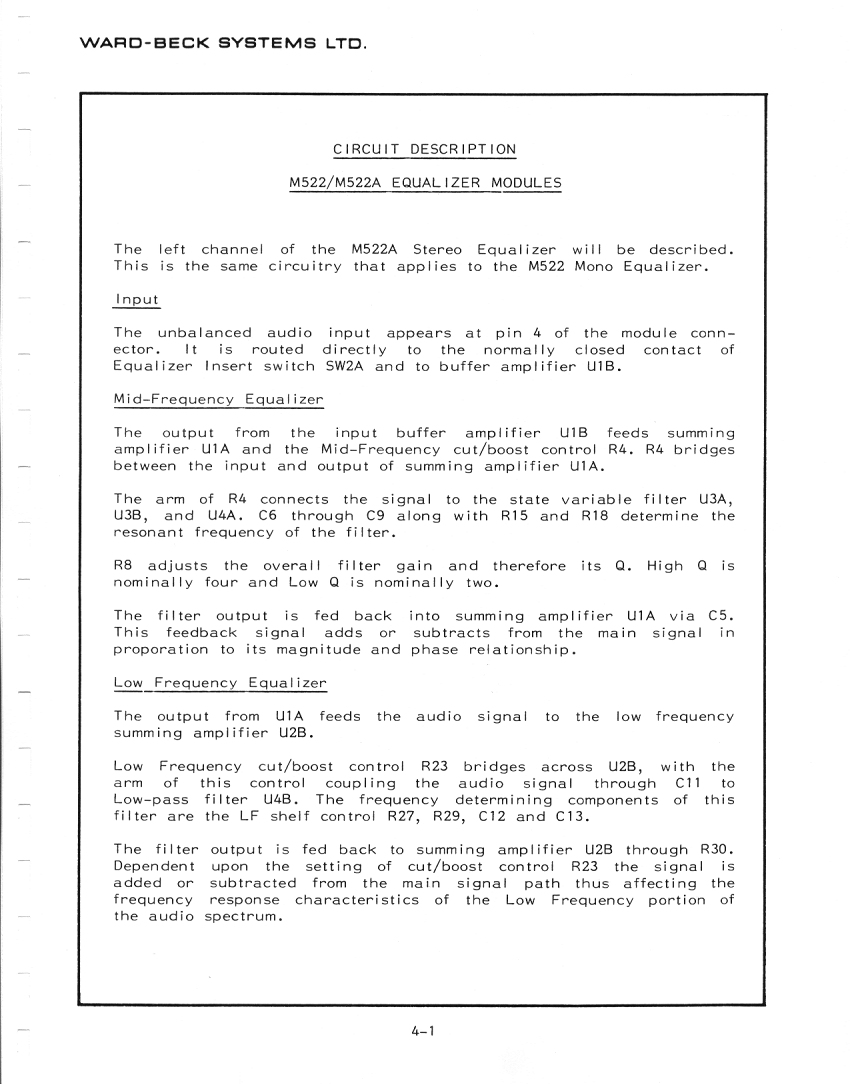 WARD-BECK SYSTEMS LTD.
CIRCUIT DESCRIPTION
M522/M522A EQUALIZER MODULES
The left channel of the M522A Stereo Equalizer will be described.
This is the same circuitry that applies to the M522 Mono Equalizer.
Input
The unbalanced audio input appears at pin 4 of the module conn-
ector. It is routed directly to the normally closed contact of
Equalizer Insert switch SW2A and to buffer amplifier U1B.
Mid-Frequency Equalizer
The output from the input buffer amplifier U1B feeds summing
amplifier U1A and the Mid-Frequency cut/boost control R4. R4 bridges
between the input and output of summing amplifier U1A.
The arm of R4 connects the signal to the state variable filter U3A,
U3B, and U4A. C6 through C9 along with R15 and R18 determine the
resonant frequency of the filter.
R8 adjusts the overall filter gain and therefore its Q. High Q is
nominally four and Low Q is nominally two.
The filter output is fed back into summing amplifier U1A via C5.
This feedback signal adds or subtracts from the main signal in
proporation to its magnitude and phase relationship.
Low Frequency Equalizer
The output from U1A feeds the audio signal to the low frequency
summing amplifier U2B.
Low Frequency cut/boost control R23 bridges across U2B, with the
arm of this control coupling the audio signal through C11 to
Low-pass filter U4B. The frequency determining components of this
filter are the LF shelf control R27, R29, C12 and C13.
The filter output is fed back to summing amplifier U2B through R30.
Dependent upon the setting of cut/boost control R23 the signal is
added or subtracted from the main signal path thus affecting the
frequency response characteristics of the Low Frequency portion of
the audio spectrum.
4-1